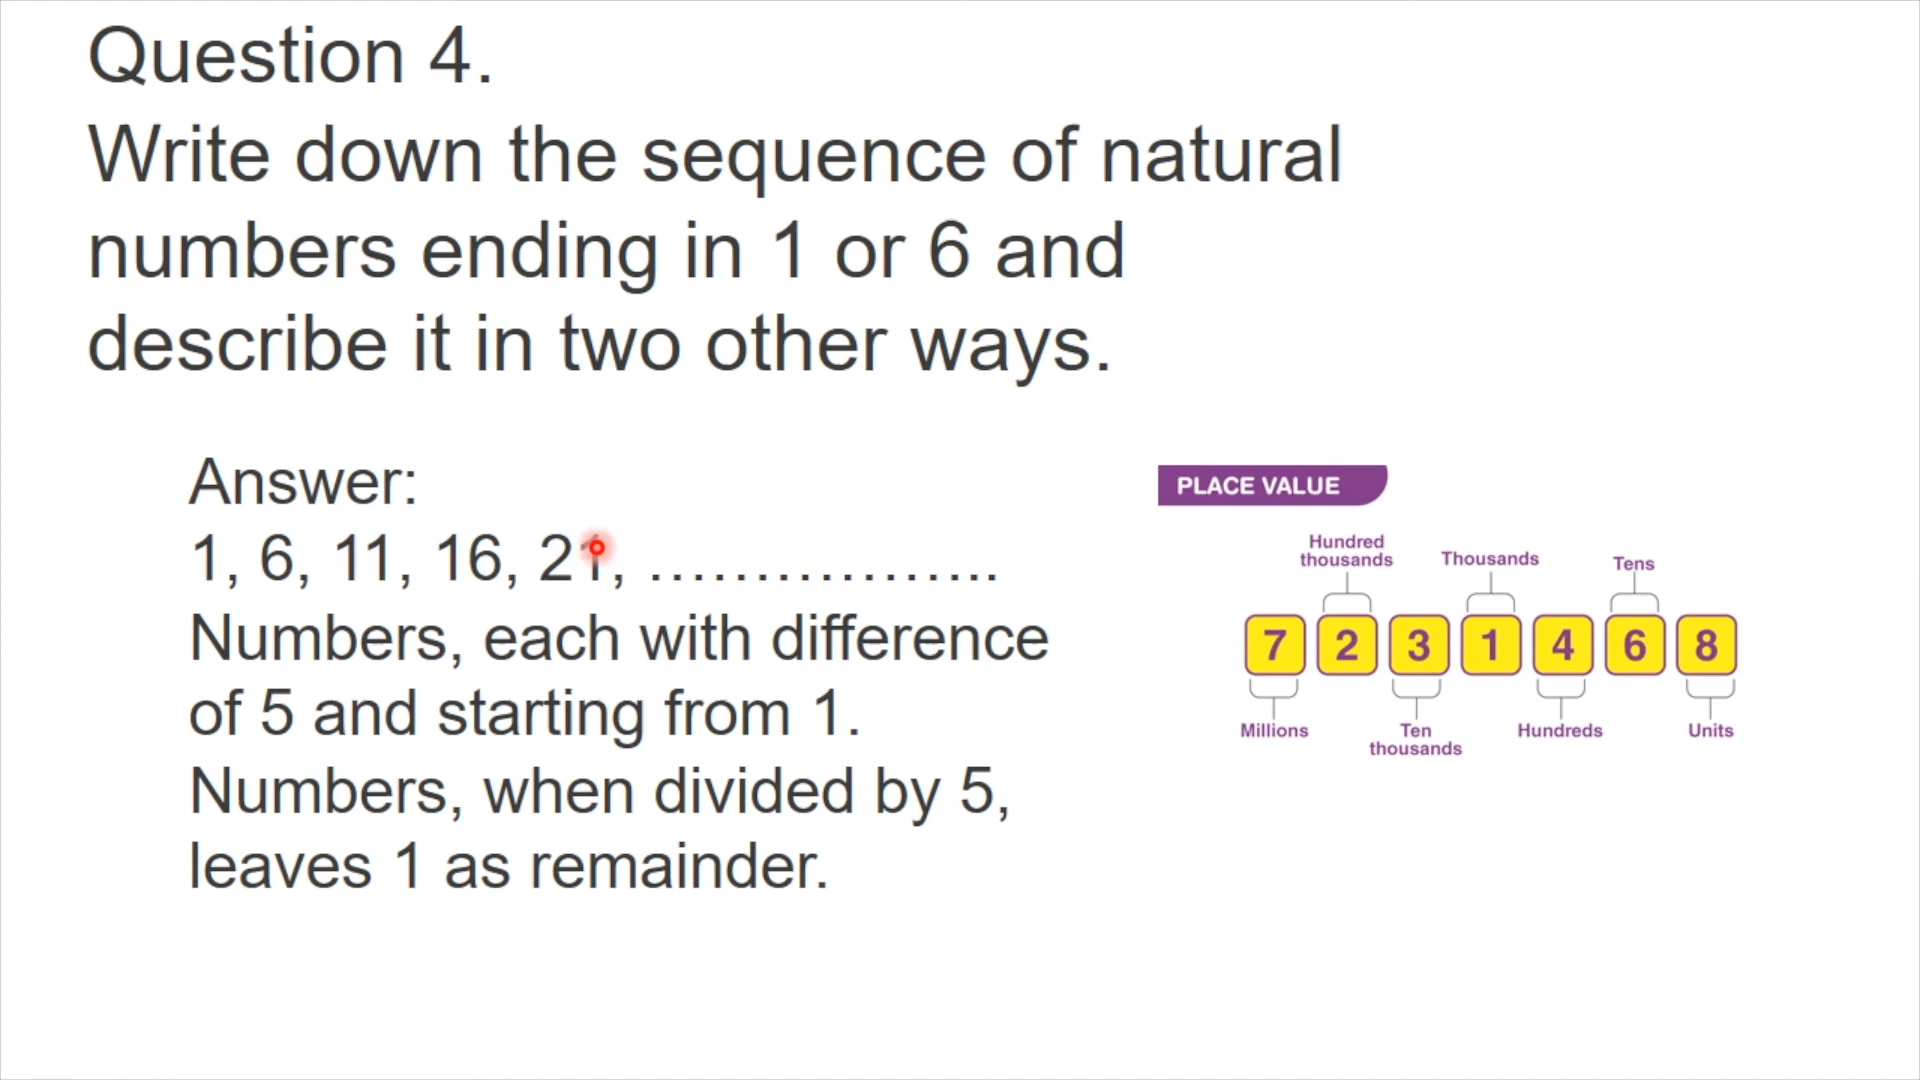 Question 4.
Write down the sequence of natural
numbers ending in 1 or 6 and
describe it in two other ways.
Answer:
1, 6, 11, 16, 21, ……………..
Numbers, each with difference
of 5 and starting from 1.
Numbers, when divided by 5,
leaves 1 as remainder.
PLACE VALUE
Hundred
thousands
Thousands
Tens
7 2 3 1 4 6 8
Millions
Ten
thousands
Hundreds
Units